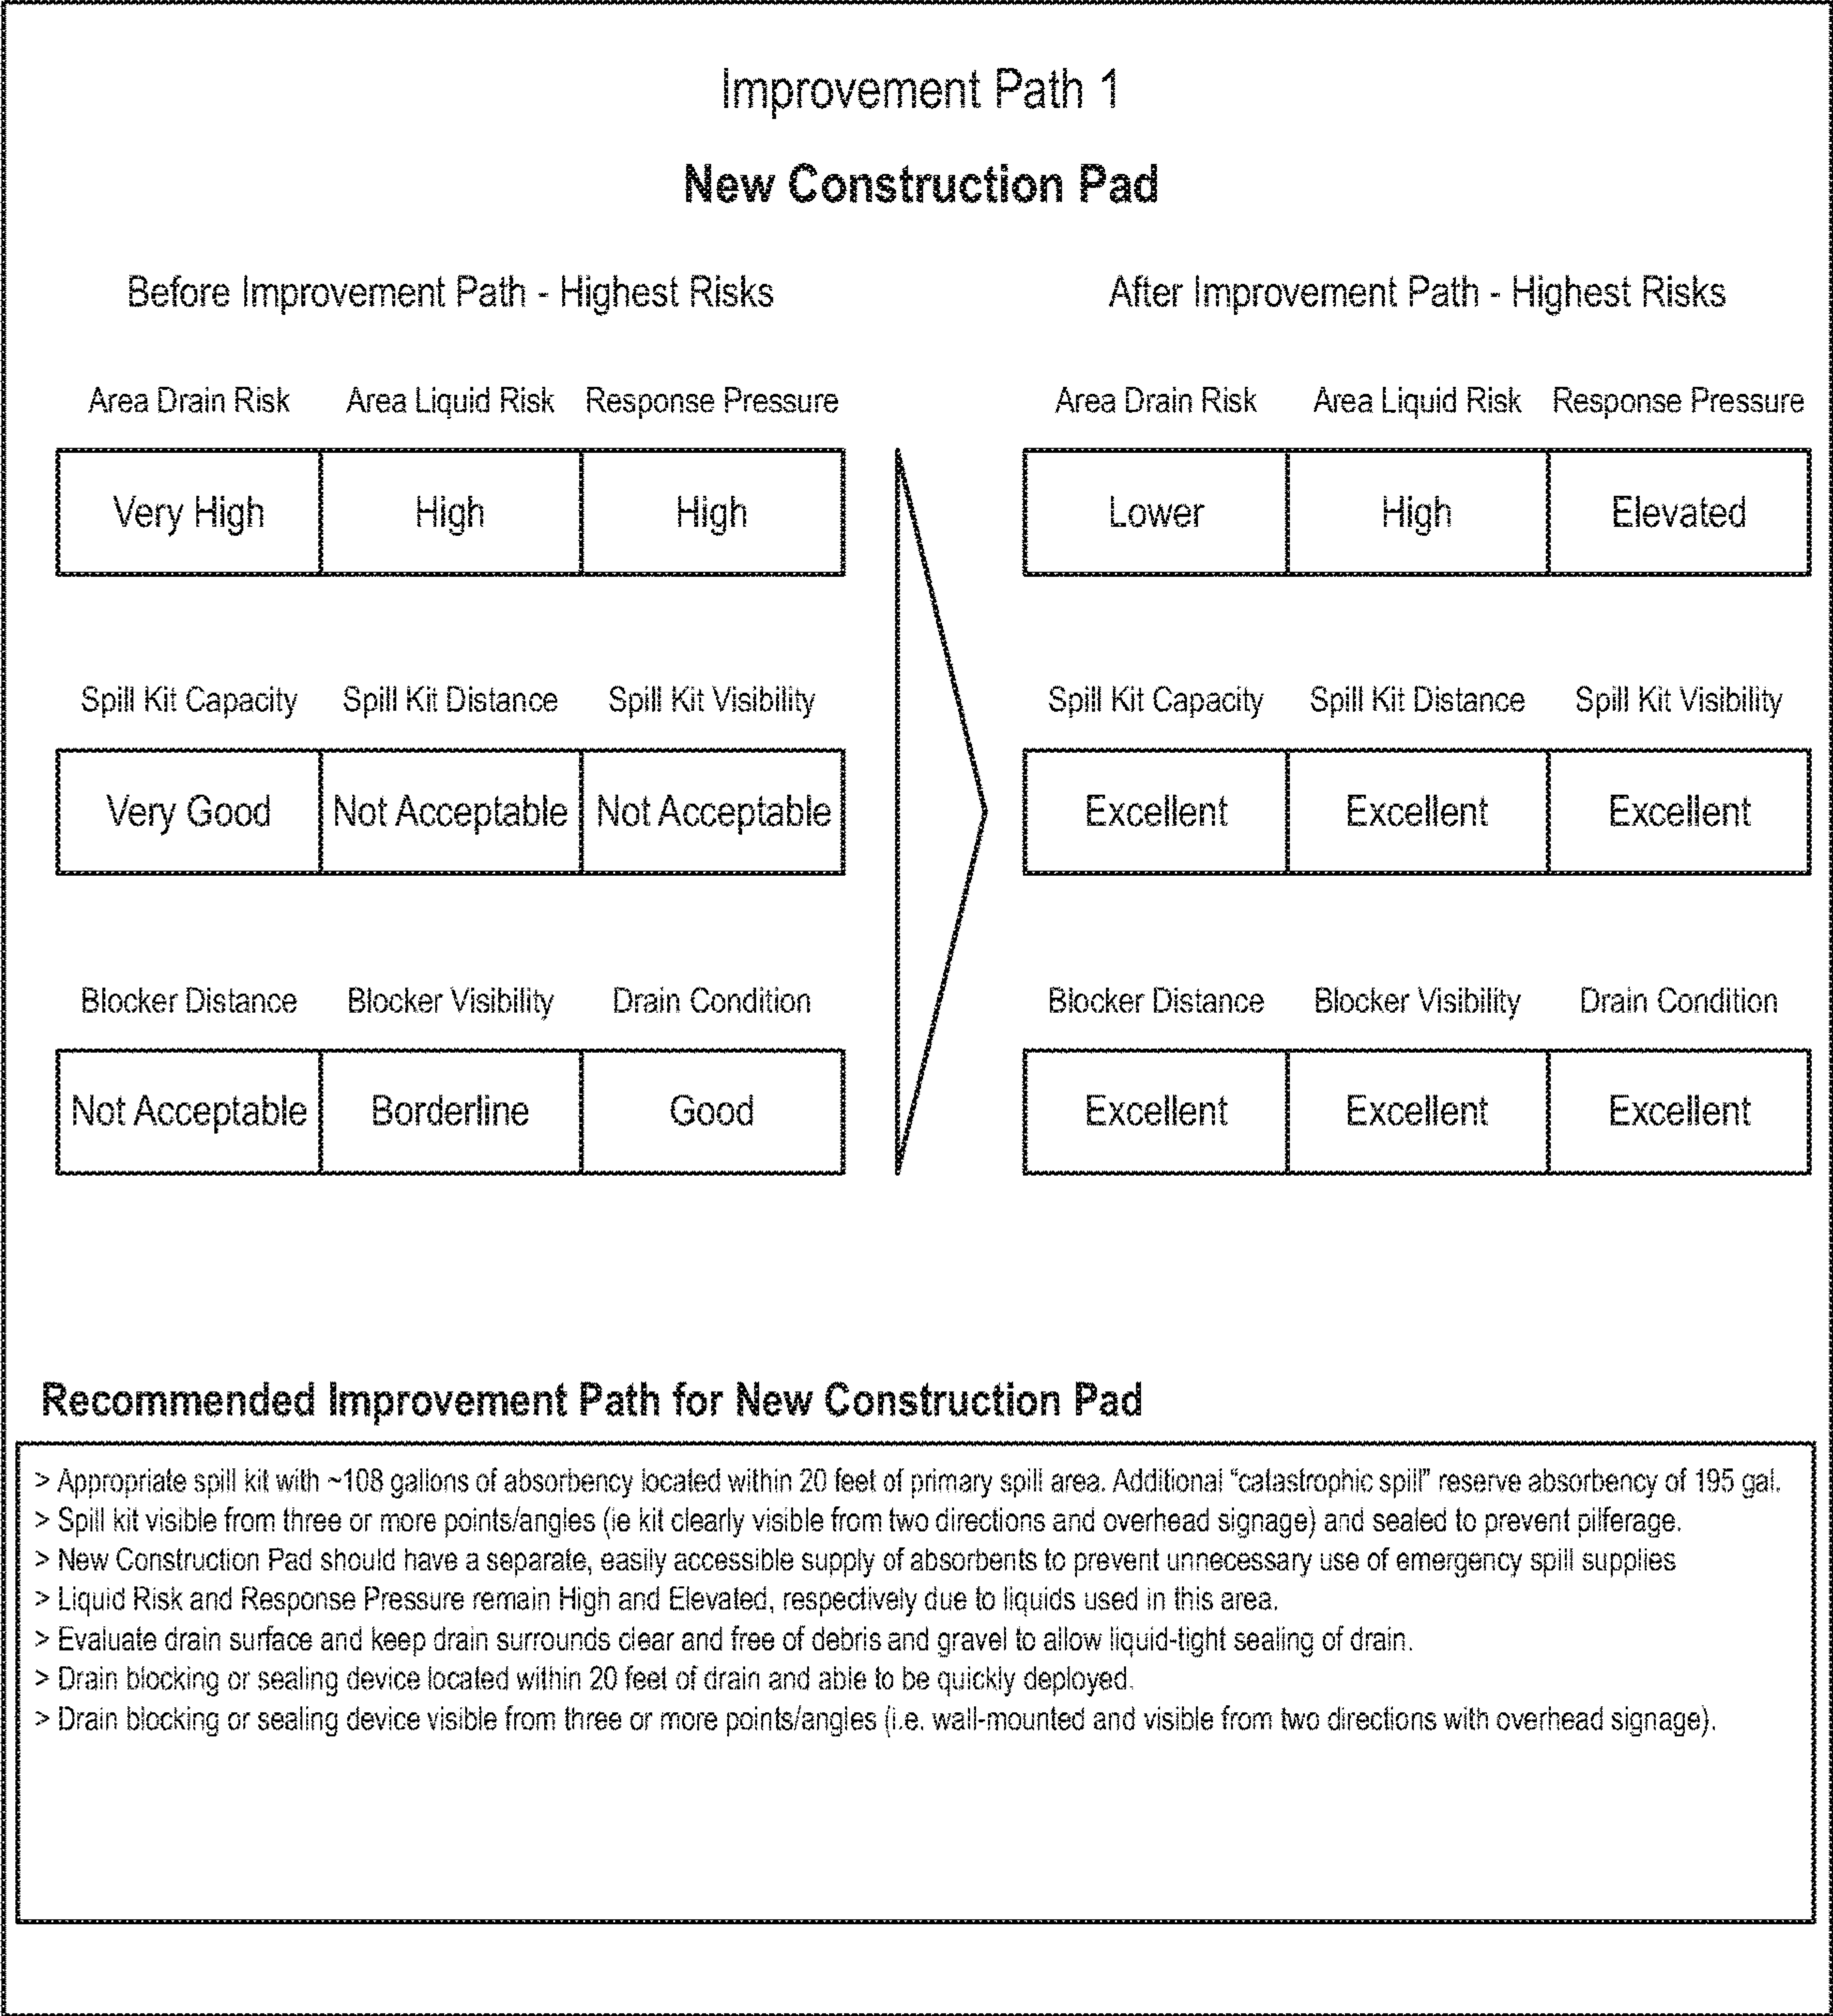 Improvement Path 1
New Construction Pad
Before Improvement Path - Highest Risks
Area Drain Risk Area Liquid Risk Response Pressure
Very High High High
Spill Kit Capacity Spill Kit Distance Spill Kit Visibility
Very Good Not Acceptable Not Acceptable
Blocker Distance Blocker Visibility Drain Condition
Not Acceptable Borderline Good
After Improvement Path - Highest Risks
Area Drain Risk Area Liquid Risk Response Pressure
Lower High Elevated
Spill Kit Capacity Spill Kit Distance Spill Kit Visibility
Excellent Excellent Excellent
Blocker Distance Blocker Visibility Drain Condition
Excellent Excellent Excellent
Recommended Improvement Path for New Construction Pad
> Appropriate spill kit with ~108 gallons of absorbency located within 20 feet of primary spill area. Additional “catastrophic spill” reserve absorbency of 195 gal.
> Spill kit visible from three or more points/angles (ie kit clearly visible from two directions and overhead signage) and sealed to prevent pilferage.
> New Construction Pad should have a separate, easily accessible supply of absorbents to prevent unnecessary use of emergency spill supplies
> Liquid Risk and Response Pressure remain High and Elevated, respectively due to liquids used in this area.
> Evaluate drain surface and keep drain surrounds clear and free of debris and gravel to allow liquid-tight sealing of drain.
> Drain blocking or sealing device located within 20 feet of drain and able to be quickly deployed.
> Drain blocking or sealing device visible from three or more points/angles (i.e. wall-mounted and visible from two directions with overhead signage).